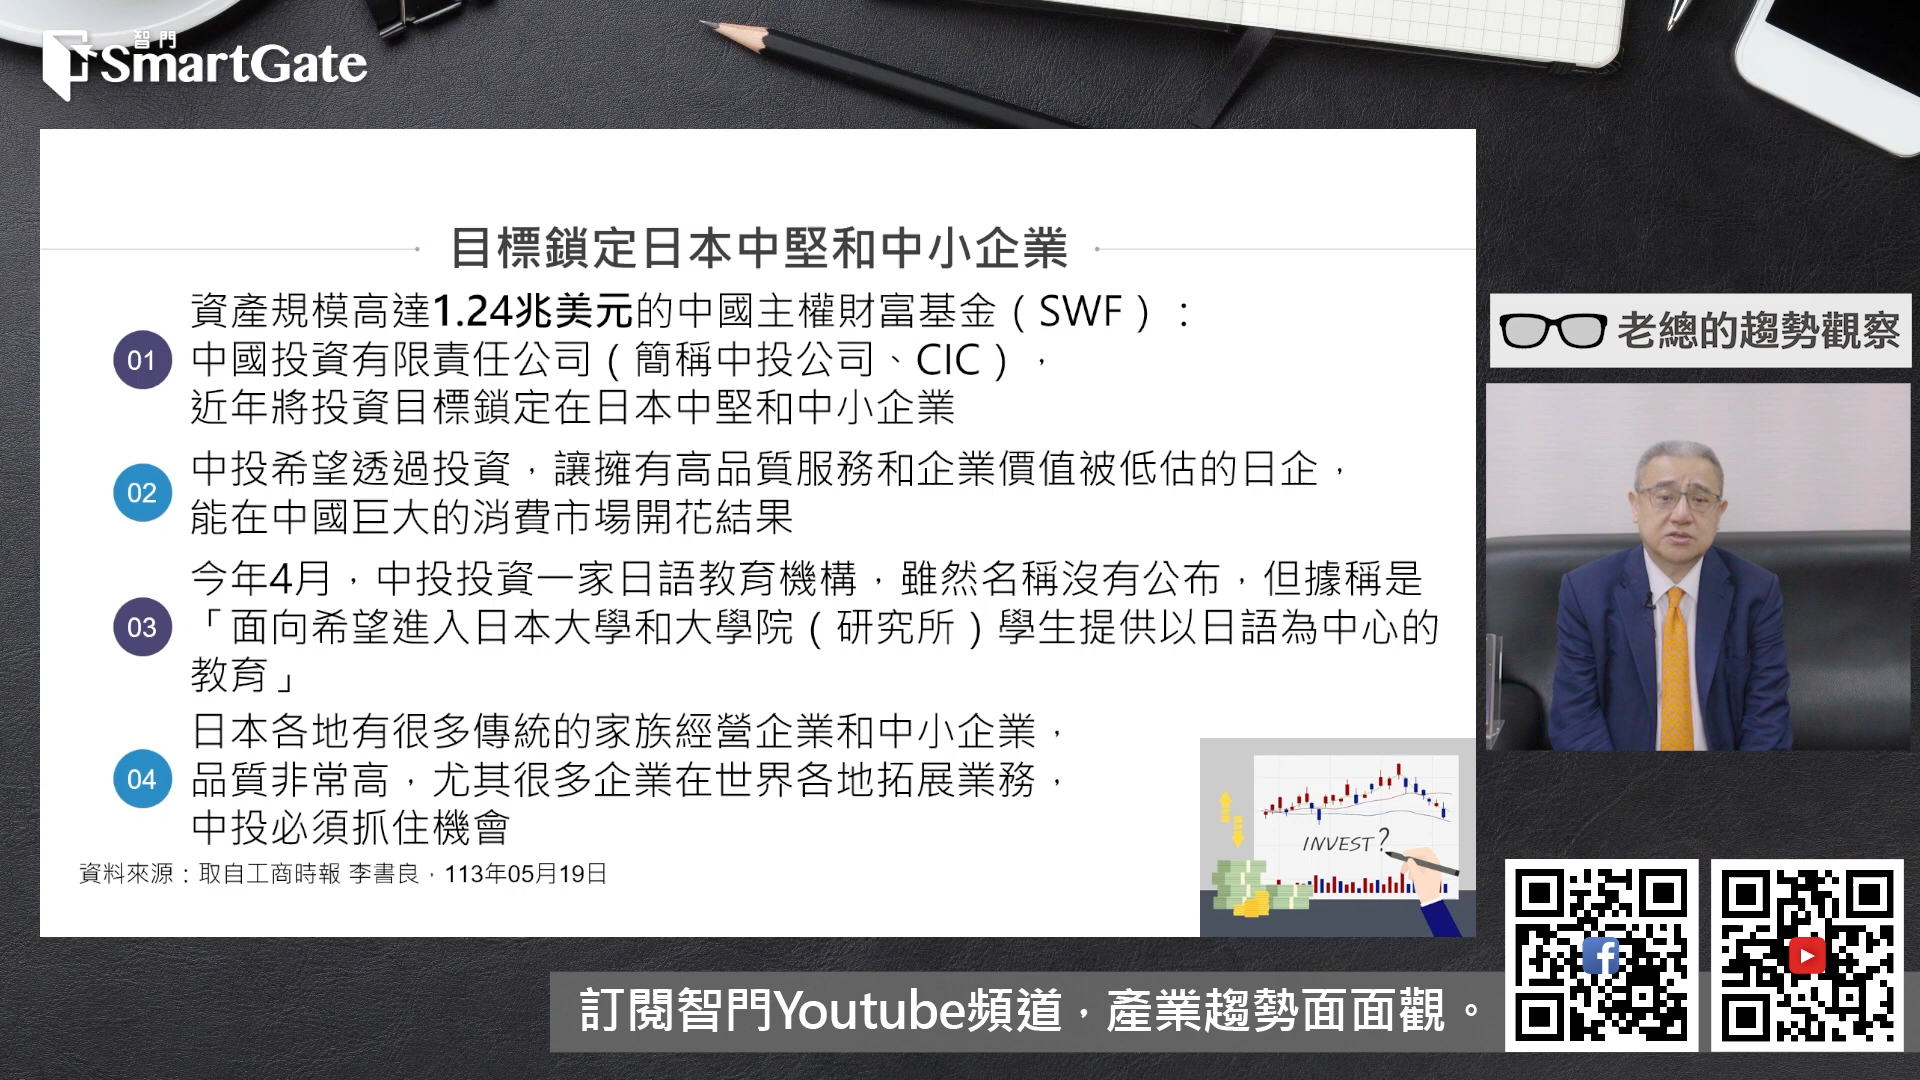 智門
SmartGate
目標鎖定日本中堅和中小企業
01
資產規模高達1.24兆美元的中國主權財富基金（SWF）：
中國投資有限責任公司（簡稱中投公司、CIC），
近年將投資目標鎖定在日本中堅和中小企業
02
中投希望透過投資，讓擁有高品質服務和企業價值被低估的日企，
能在中國巨大的消費市場開花結果
03
今年4月，中投投資一家日語教育機構，雖然名稱沒有公布，但據稱是
「面向希望進入日本大學和大學院（研究所）學生提供以日語為中心的
教育」
04
日本各地有很多傳統的家族經營企業和中小企業，
品質非常高，尤其很多企業在世界各地拓展業務，
中投必須抓住機會
資料來源：取自工商時報 李書良，113年05月19日
INVEST?
老總的趨勢觀察
訂閱智門Youtube頻道，產業趨勢面面觀。